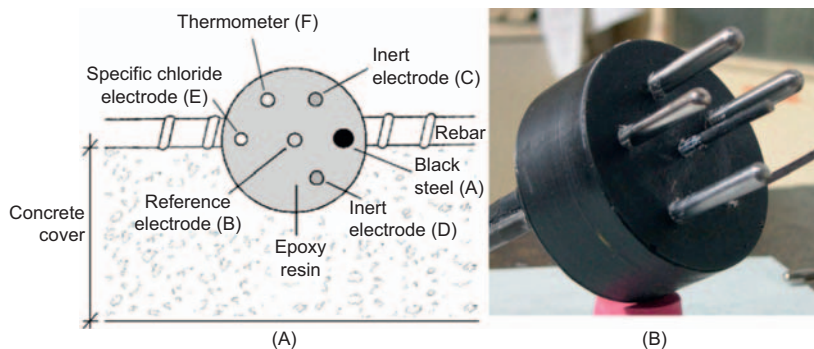 Thermometer (F)
Inert
electrode (C)
Specific chloride
electrode (E)
Rebar
Black
steel (A)
Reference
electrode (B)
Inert
electrode (D)
Concrete
cover
Epoxy
resin
(A)
(B)